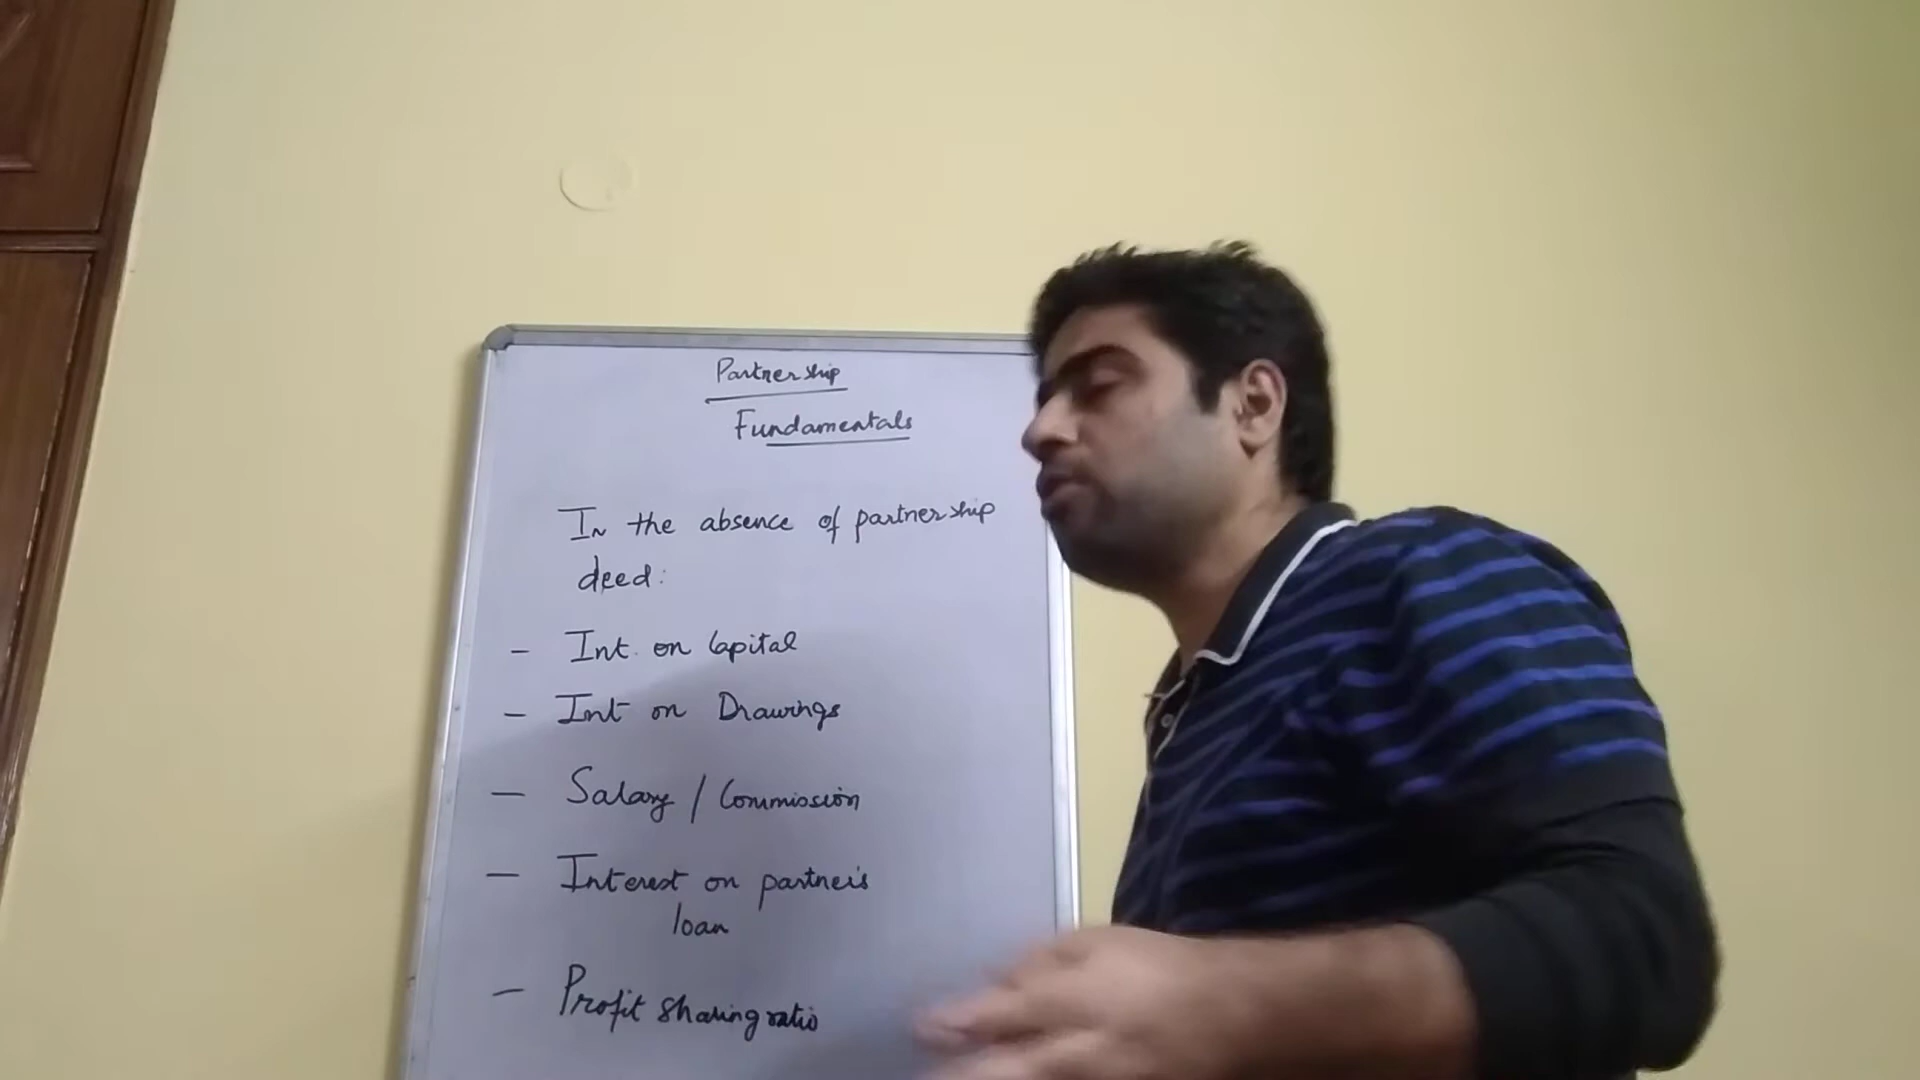 Partnership
Fundamentals
In the absence of partnership
deed:
- Int. on Capital
- Int on Drawings
- Salary / Commission
- Interest on partner's
loan
- Profit sharing ratio